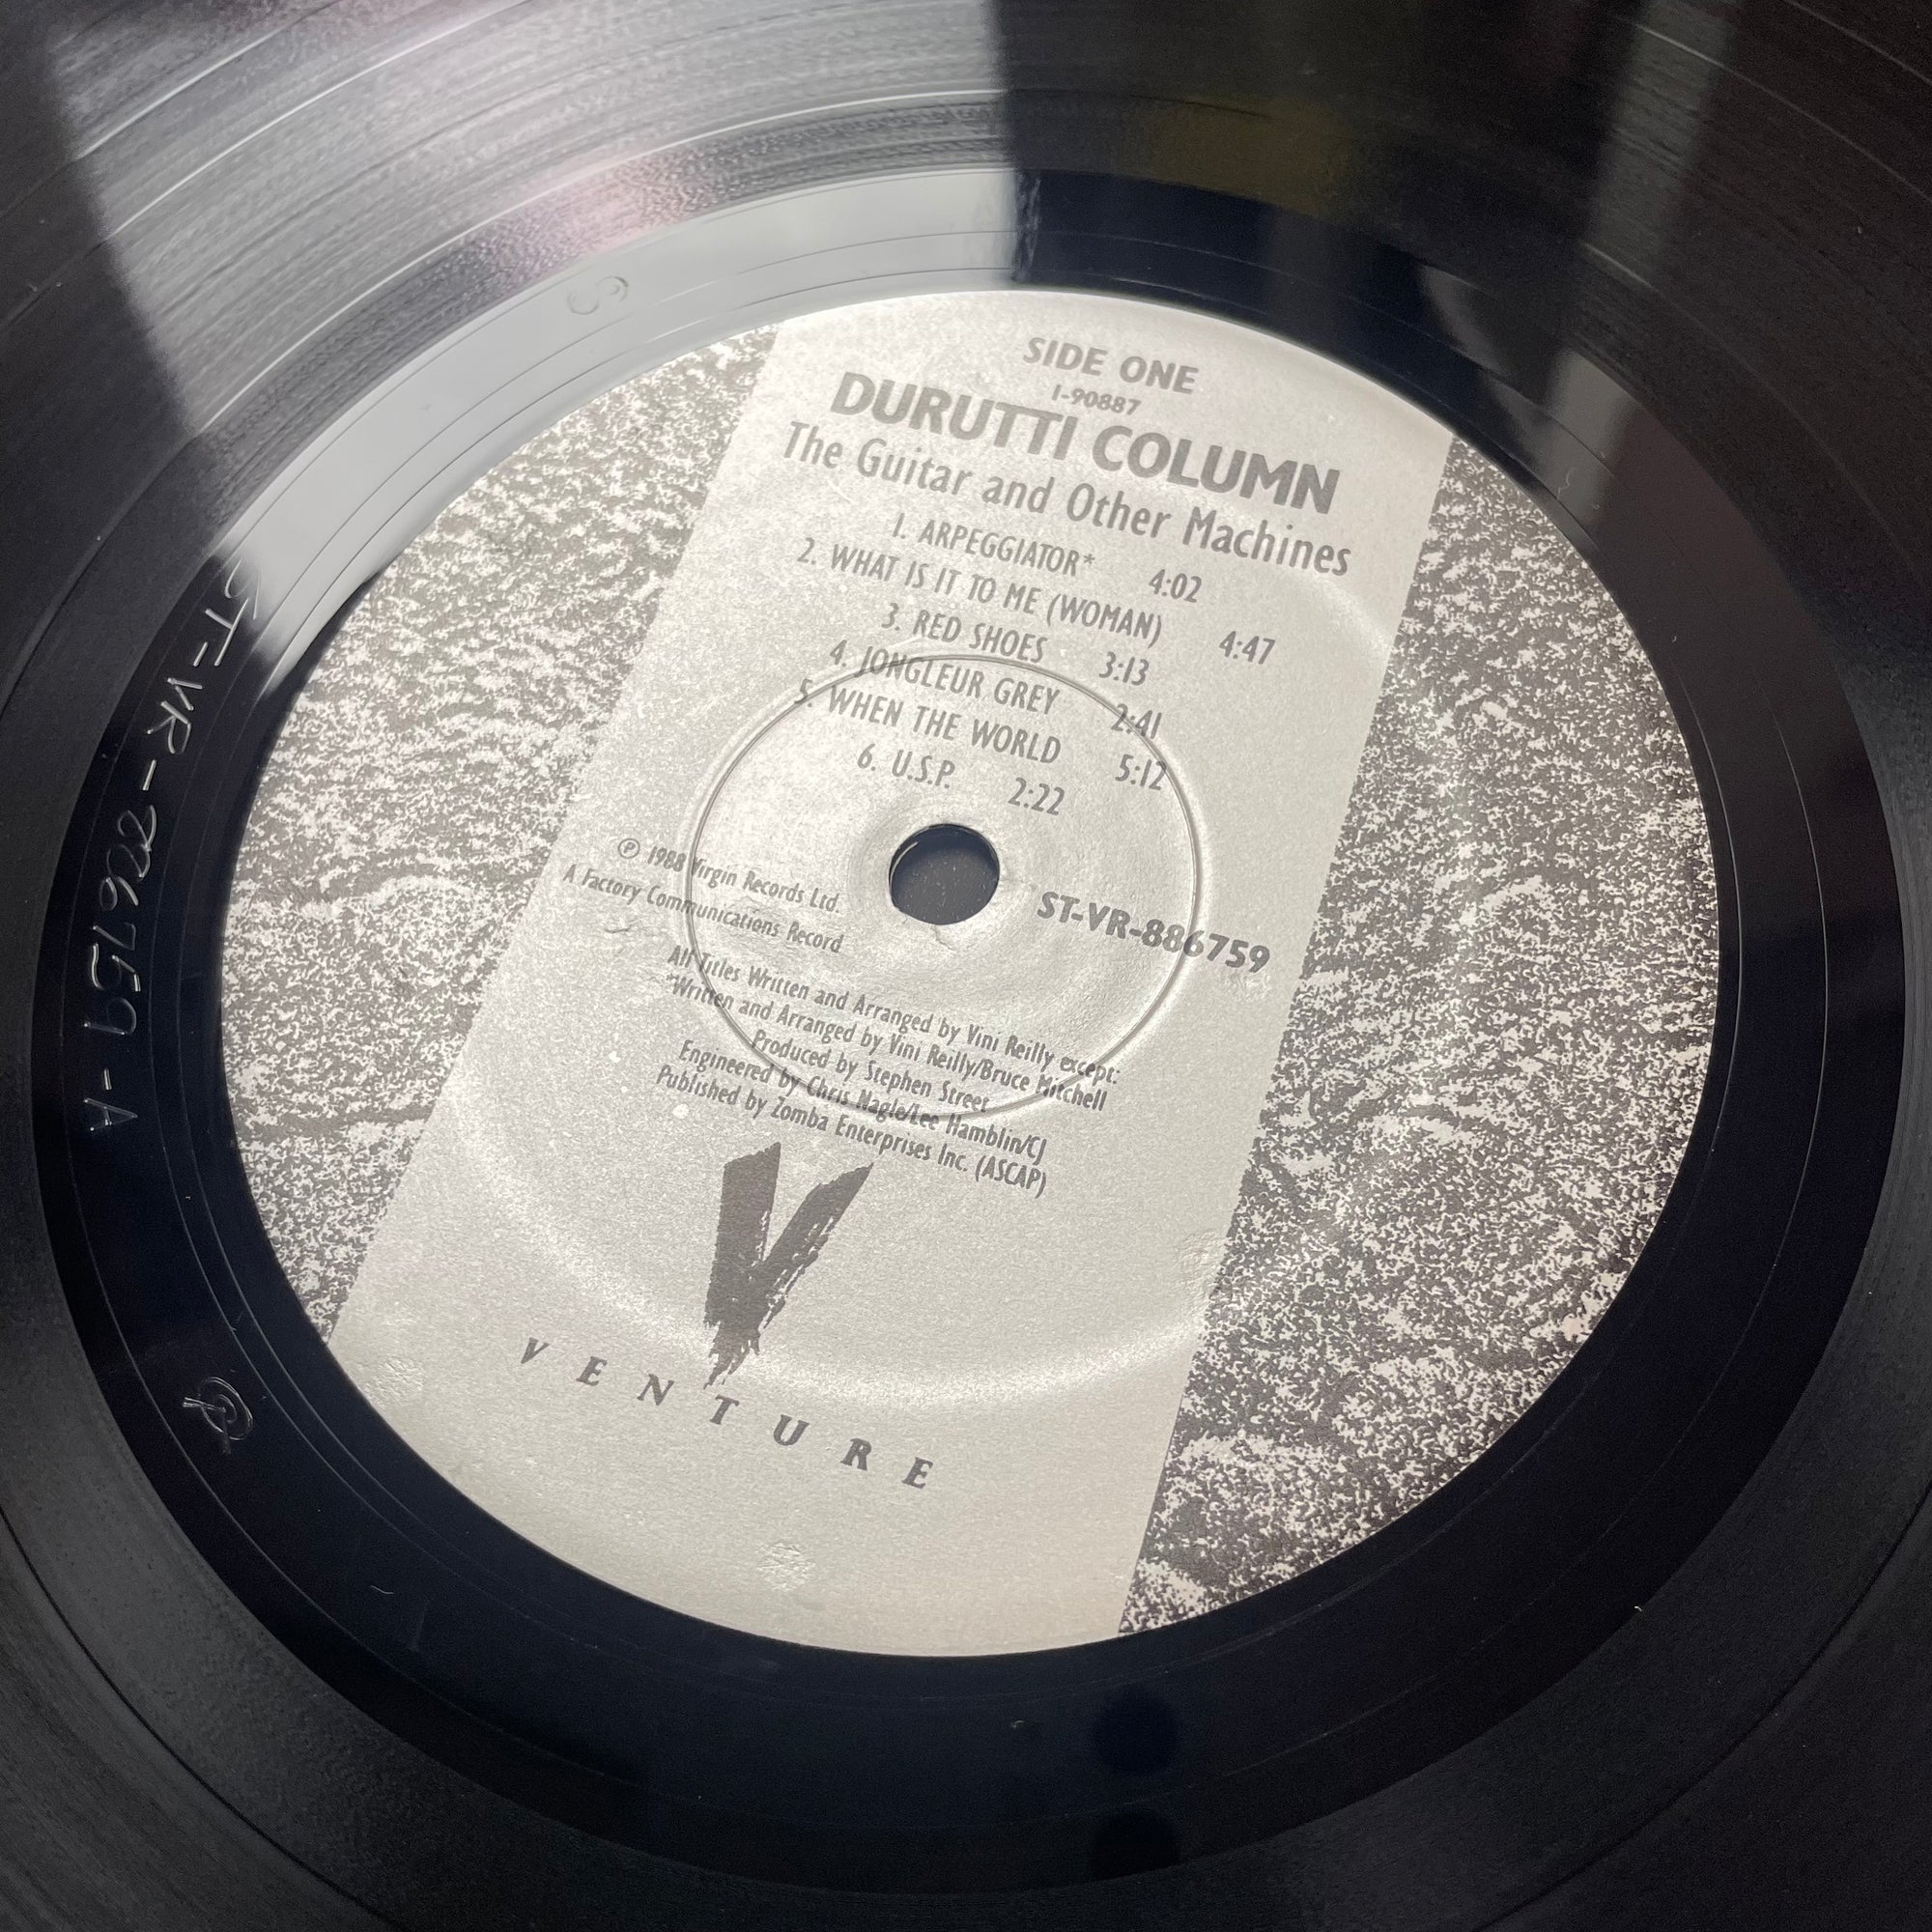 SIDE ONE
1-90887
DURUTTI COLUMN
The Guitar and Other Machines
1. ARPEGGIATOR* 4:02
2. WHAT IS IT TO ME (WOMAN) 4:47
3. RED SHOES 3:13
4. JONGLEUR GREY 2:41
5. WHEN THE WORLD 5:12
6. U.S.P. 2:22
℗ 1988 Virgin Records Ltd.
A Factory Communications Record.
ST-VR-886759
All Titles Written and Arranged by Vini Reilly except:
*Written and Arranged by Vini Reilly/Bruce Mitchell
Produced by Stephen Street
Engineered by Chris Nagle/Lee Hamblin/CJ
Published by Zomba Enterprises Inc. (ASCAP)
V
VENTURE
ST-VR-886759-A